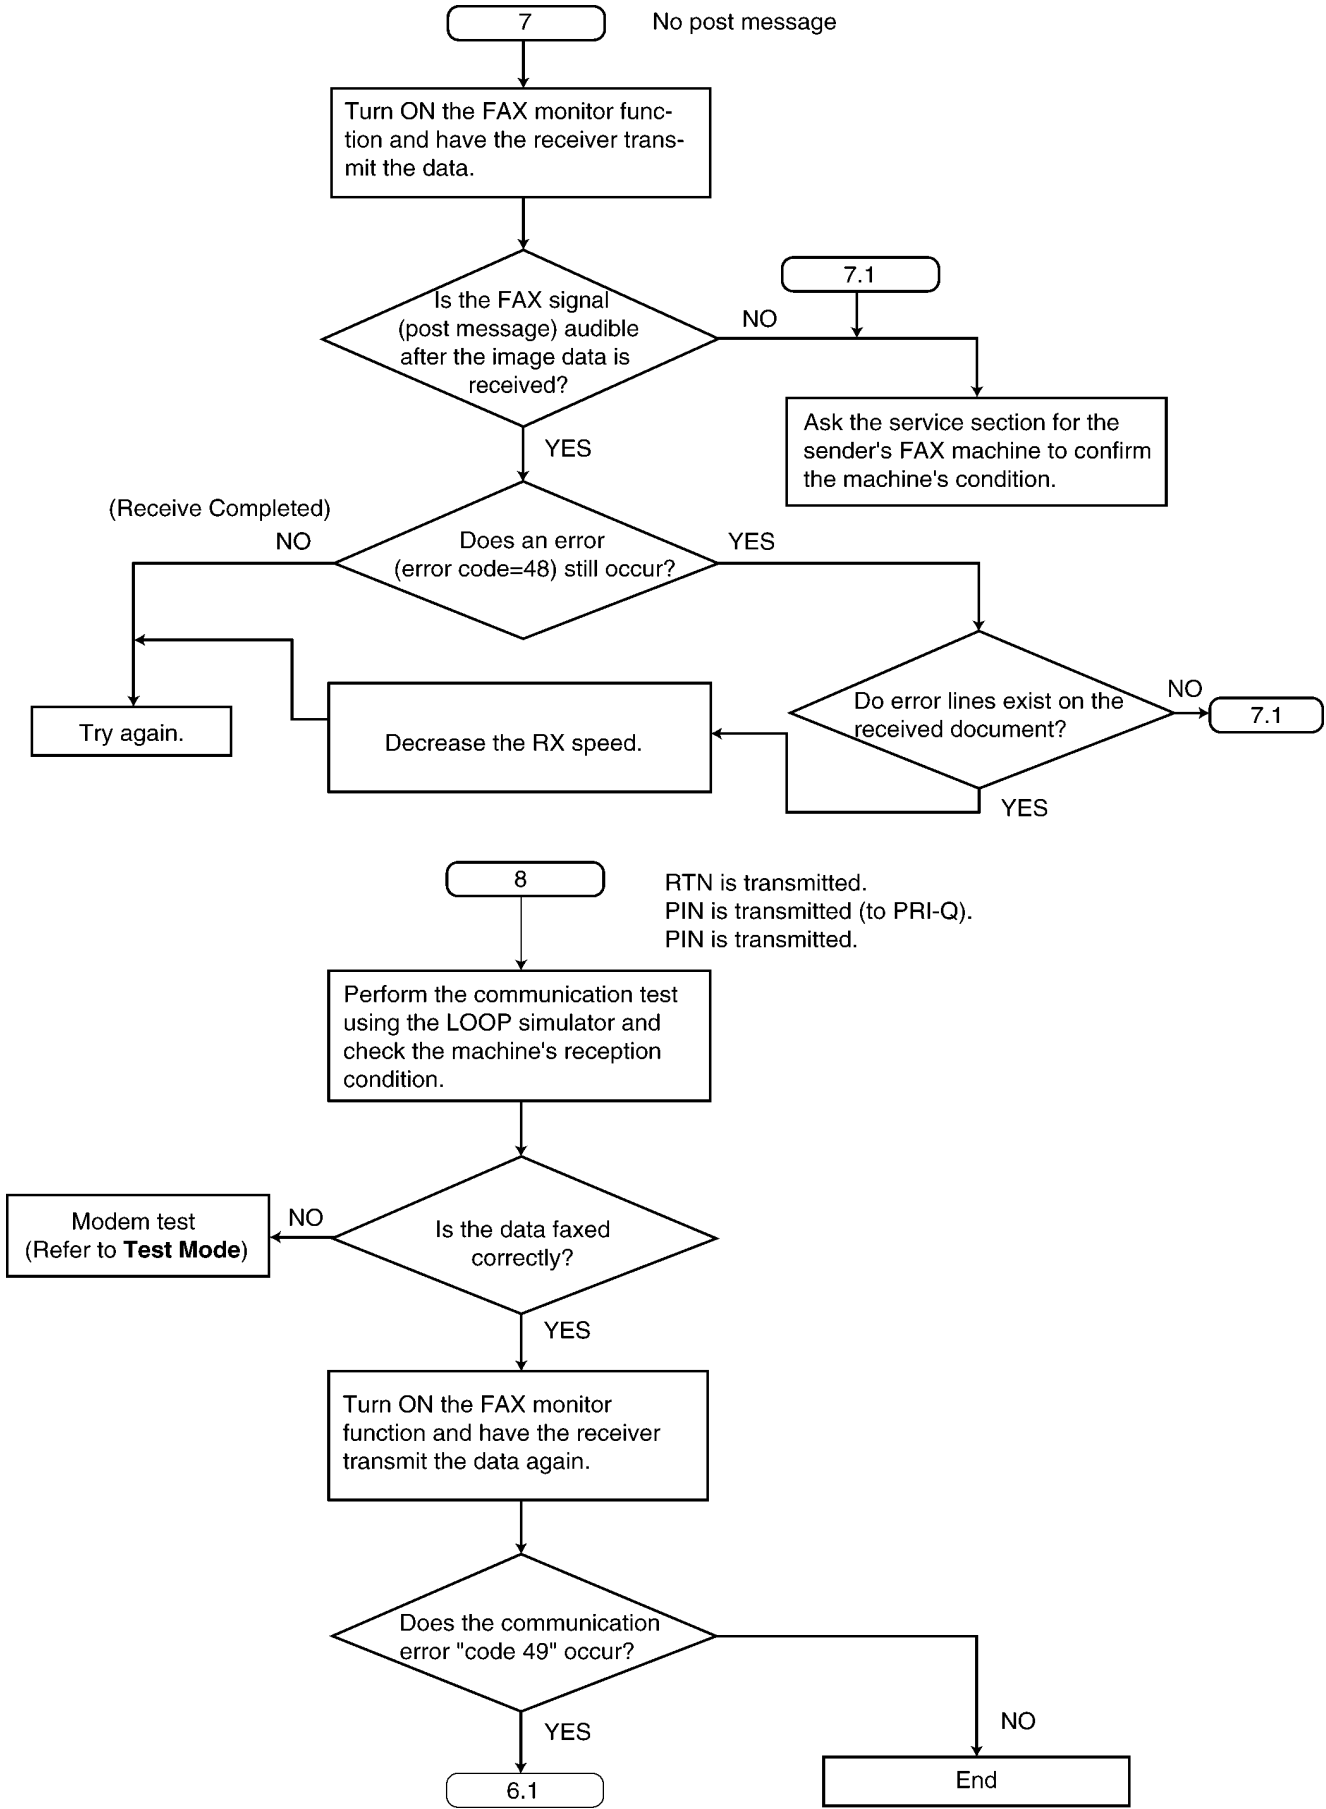 7
No post message
Turn ON the FAX monitor func-
tion and have the receiver trans-
mit the data.
Is the FAX signal
(post message) audible
after the image data is
received?
NO
7.1
Ask the service section for the
sender's FAX machine to confirm
the machine's condition.
YES
(Receive Completed)
NO
Does an error
(error code=48) still occur?
YES
Do error lines exist on the
received document?
NO
7.1
YES
Decrease the RX speed.
Try again.
8
RTN is transmitted.
PIN is transmitted (to PRI-Q).
PIN is transmitted.
Perform the communication test
using the LOOP simulator and
check the machine's reception
condition.
Is the data faxed
correctly?
NO
Modem test
(Refer to Test Mode)
YES
Turn ON the FAX monitor
function and have the receiver
transmit the data again.
Does the communication
error "code 49" occur?
YES
NO
6.1
End